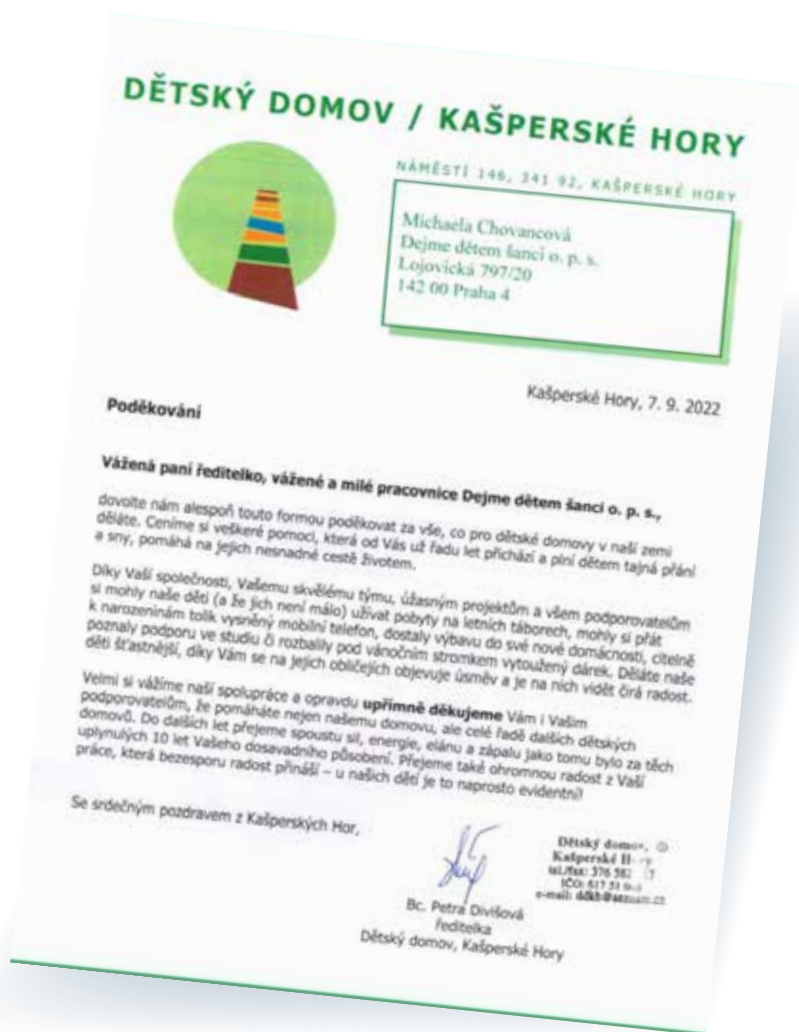 DĚTSKÝ DOMOV / KAŠPERSKÉ HORY
NÁMĚSTÍ 146, 341 92, KAŠPERSKÉ HORY
Michaela Chovancová
Dejme dětem šanci o. p. s.
Lojovická 797/20
142 00 Praha 4
Kašperské Hory, 7. 9. 2022
Poděkování
Vážená paní ředitelko, vážené a milé pracovnice Dejme dětem šanci o. p. s.,
dovolte nám alespoň touto formou poděkovat za vše, co pro dětské domovy v naší zemi
děláte. Ceníme si veškeré pomoci, která od Vás už řadu let přichází a plní dětem tajná přání
a sny, pomáhá na jejich nesnadné cestě životem.
Díky Vaší společnosti, Vašemu skvělému týmu, úžasným projektům a všem podporovatelům
si mohly naše děti (a že jich není málo) užívat pobyty na letních táborech, mohly si přát
k narozeninám tolik vysněný mobilní telefon, dostaly výbavu do své nové domácnosti, citelně
poznaly podporu ve studiu či rozbalily pod vánočním stromkem vytoužený dárek. Děláte naše
děti šťastnější, díky Vám se na jejich obličejích objevuje úsměv a je na nich vidět čirá radost.
Velmi si vážíme naší spolupráce a opravdu upřímně děkujeme Vám i Vašim
podporovatelům, že pomáháte nejen našemu domovu, ale celé řadě dalších dětských
domovů. Do dalších let přejeme spoustu sil, energie, elánu a zápalu jako tomu bylo za těch
uplynulých 10 let Vašeho dosavadního působení. Přejeme také ohromnou radost z Vaší
práce, která bezesporu radost přináší – u našich dětí je to naprosto evidentní!
Se srdečným pozdravem z Kašperských Hor,
Dětský
Kašperské
tel./fax: 376 582
IČO: 617 51
e-mail:
Bc. Petra Divišová
ředitelka
Dětský domov, Kašperské Hory